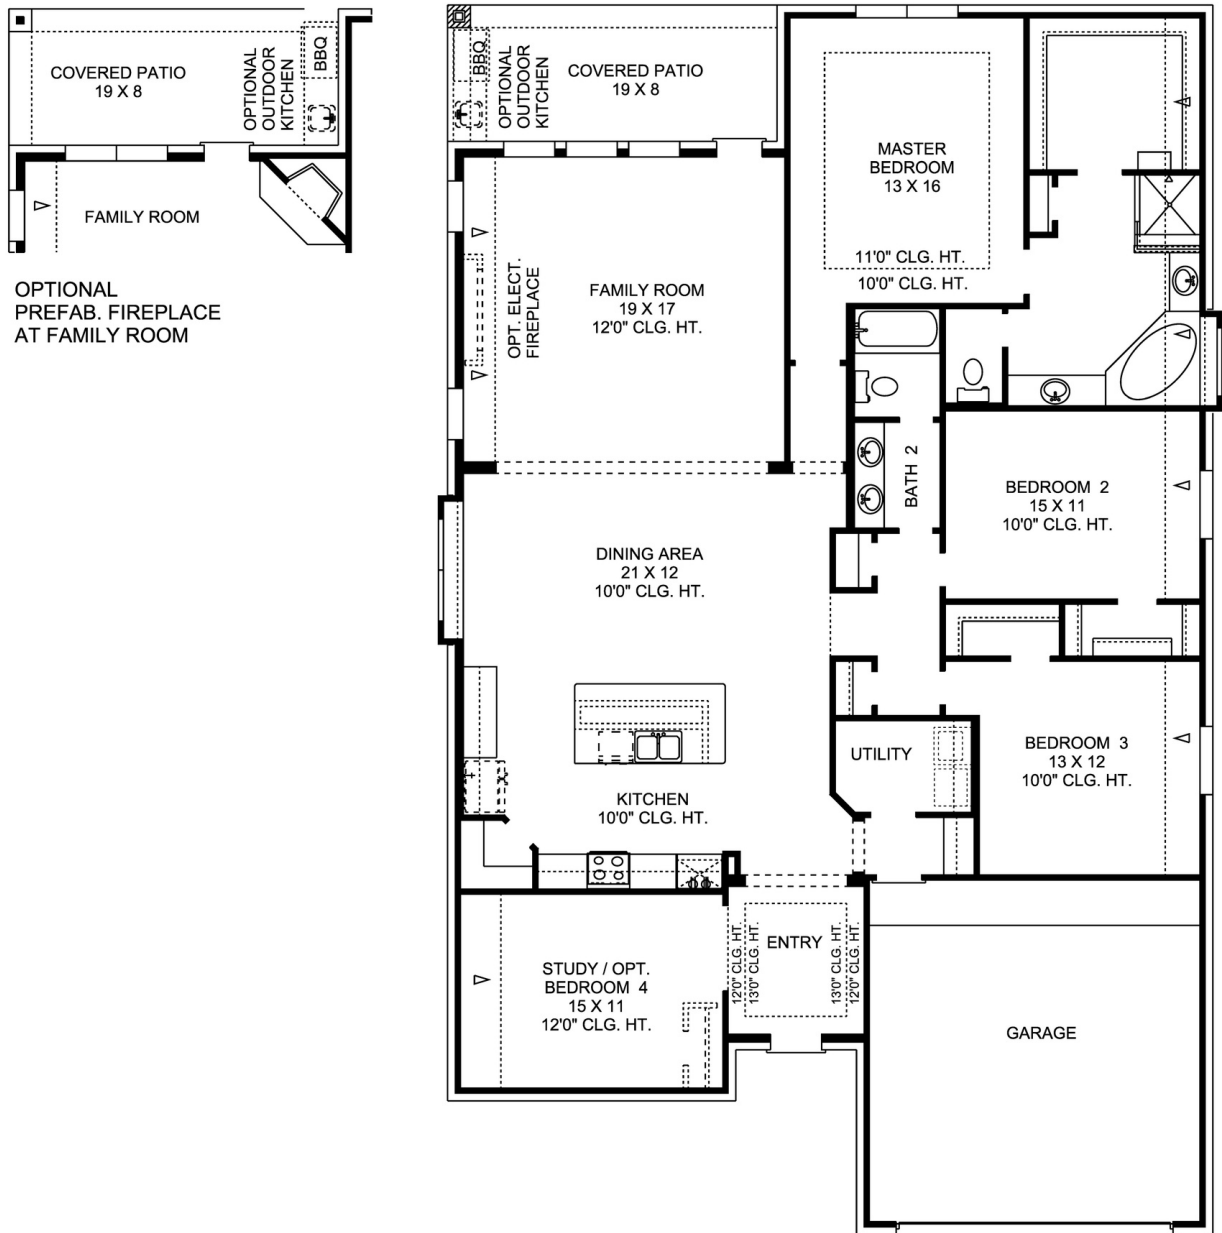 COVERED PATIO
19 X 8
OPTIONAL
OUTDOOR
KITCHEN
BBQ
FAMILY ROOM
OPTIONAL
PREFAB. FIREPLACE
AT FAMILY ROOM
BBQ
OPTIONAL
OUTDOOR
KITCHEN
COVERED PATIO
19 X 8
MASTER
BEDROOM
13 X 16
11'0" CLG. HT.
10'0" CLG. HT.
OPT. ELECT.
FIREPLACE
FAMILY ROOM
19 X 17
12'0" CLG. HT.
BATH 2
BEDROOM 2
15 X 11
10'0" CLG. HT.
DINING AREA
21 X 12
10'0" CLG. HT.
UTILITY
BEDROOM 3
13 X 12
10'0" CLG. HT.
KITCHEN
10'0" CLG. HT.
STUDY / OPT.
BEDROOM 4
15 X 11
12'0" CLG. HT.
12'0" CLG. HT.
13'0" CLG. HT.
ENTRY
13'0" CLG. HT.
12'0" CLG. HT.
GARAGE